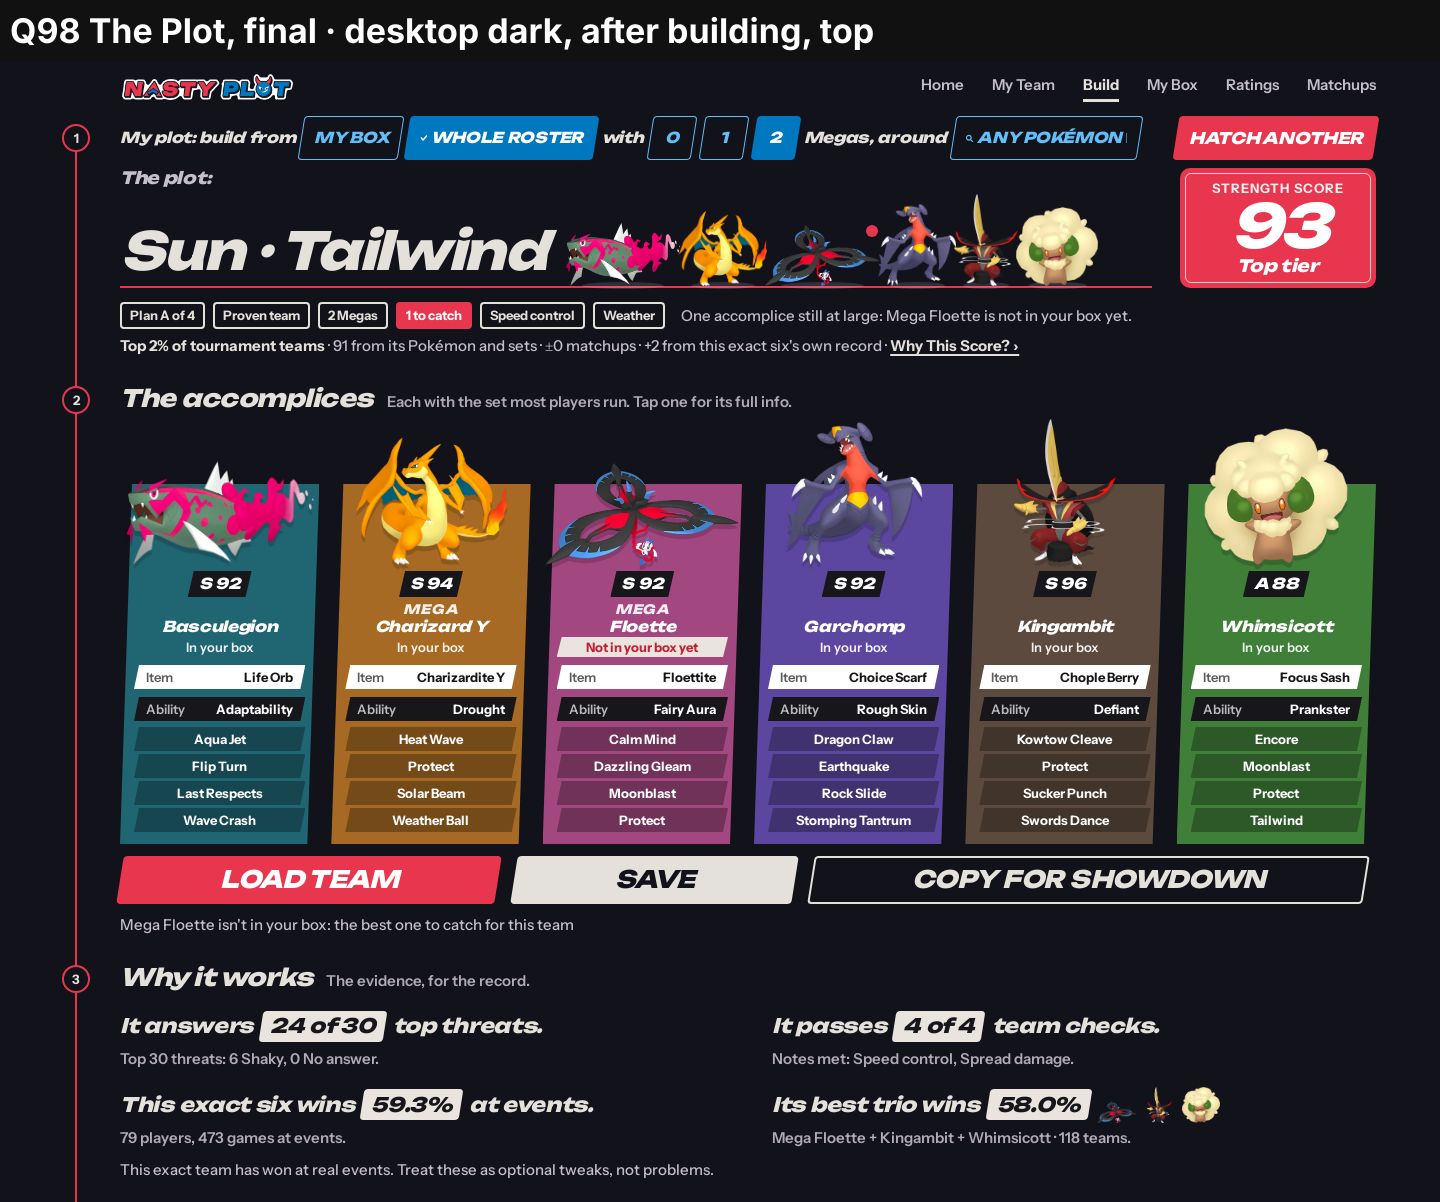 Q98 The Plot, final · desktop dark, after building, top
NASTY PLOT
Home My Team Build My Box Ratings Matchups
1 My plot: build from MY BOX WHOLE ROSTER with 0 1 2 Megas, around ANY POKÉMON HATCH ANOTHER
The plot:
STRENGTH SCORE
93
Top tier
Sun · Tailwind
Plan A of 4 Proven team 2 Megas 1 to catch Speed control Weather One accomplice still at large: Mega Floette is not in your box yet.
Top 2% of tournament teams · 91 from its Pokémon and sets · ±0 matchups · +2 from this exact six's own record · Why This Score? ›
2 The accomplices Each with the set most players run. Tap one for its full info.
S 92 S 94 S 92 S 92 S 96 A 88
MEGA MEGA
Basculegion Charizard Y Floette Garchomp Kingambit Whimsicott
In your box In your box Not in your box yet In your box In your box In your box
Item Life Orb Item Charizardite Y Item Floettite Item Choice Scarf Item Chople Berry Item Focus Sash
Ability Adaptability Ability Drought Ability Fairy Aura Ability Rough Skin Ability Defiant Ability Prankster
Aqua Jet Heat Wave Calm Mind Dragon Claw Kowtow Cleave Encore
Flip Turn Protect Dazzling Gleam Earthquake Protect Moonblast
Last Respects Solar Beam Moonblast Rock Slide Sucker Punch Protect
Wave Crash Weather Ball Protect Stomping Tantrum Swords Dance Tailwind
LOAD TEAM SAVE COPY FOR SHOWDOWN
Mega Floette isn't in your box: the best one to catch for this team
3 Why it works The evidence, for the record.
It answers 24 of 30 top threats. It passes 4 of 4 team checks.
Top 30 threats: 6 Shaky, 0 No answer. Notes met: Speed control, Spread damage.
This exact six wins 59.3% at events. Its best trio wins 58.0%
79 players, 473 games at events. Mega Floette + Kingambit + Whimsicott · 118 teams.
This exact team has won at real events. Treat these as optional tweaks, not problems.